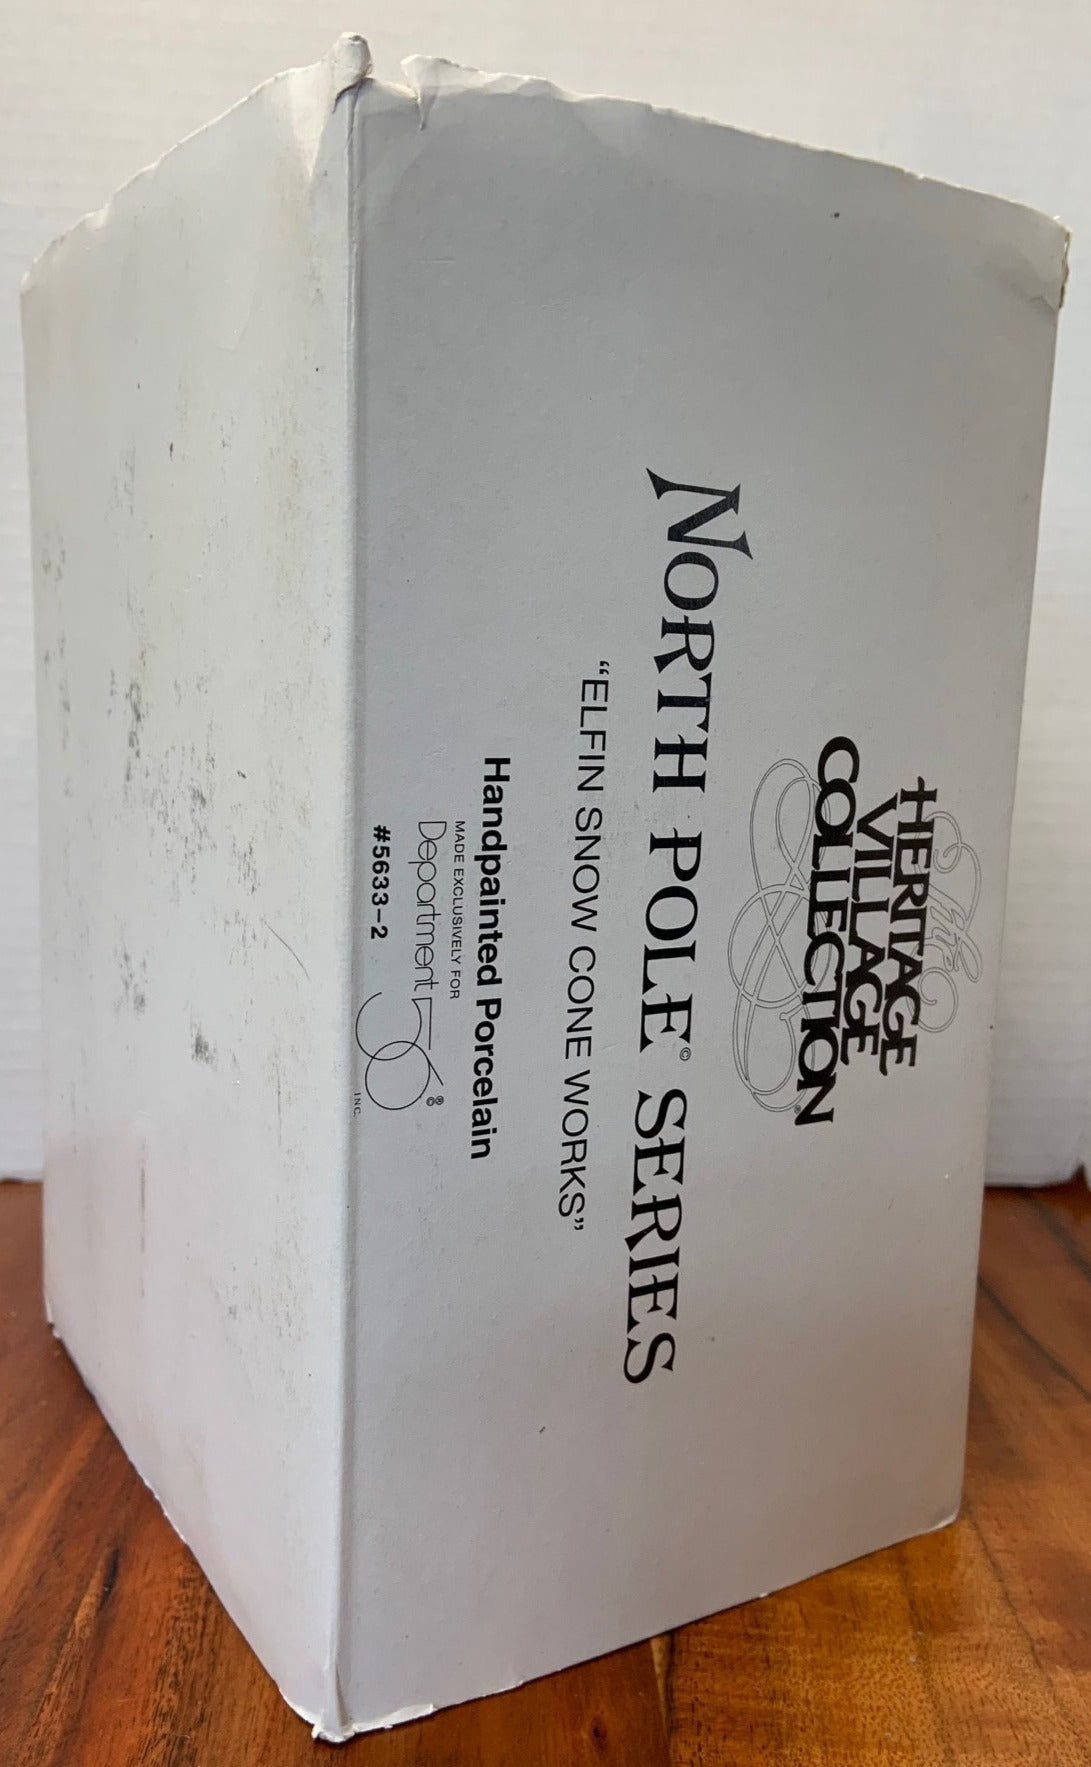 The
HERITAGE
VILLAGE
COLLECTION®
NORTH POLE© SERIES
“ELFIN SNOW CONE WORKS”
Handpainted Porcelain
MADE EXCLUSIVELY FOR
Department 56® INC.
#5633–2